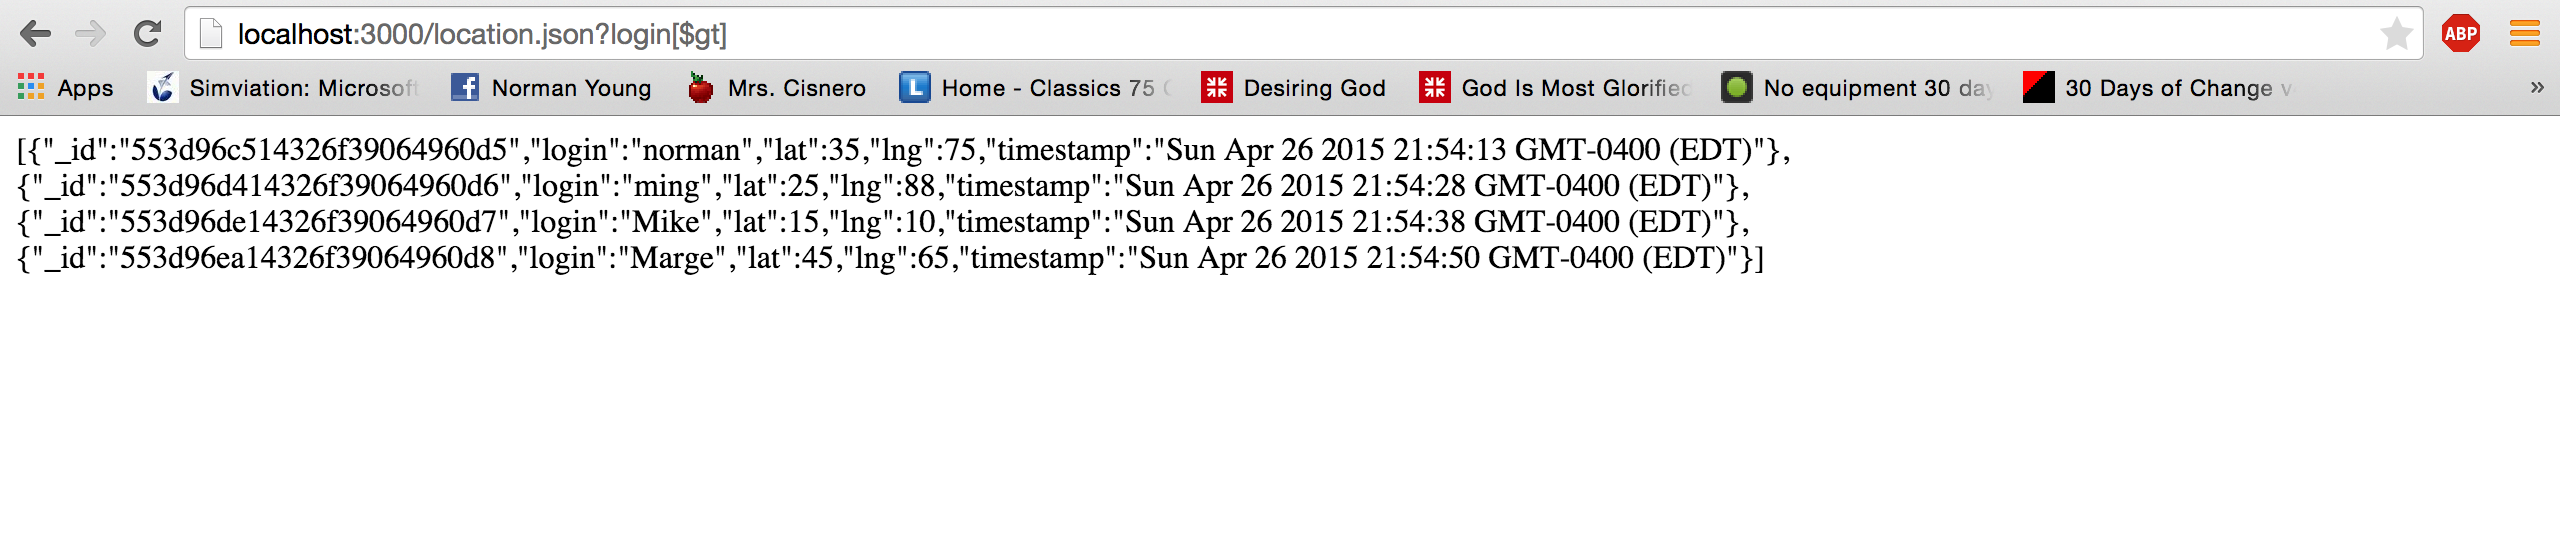 localhost:3000/location.json?login[$gt]
ABP
Apps Simviation: Microsoft Norman Young Mrs. Cisnero Home - Classics 75 Desiring God God Is Most Glorified No equipment 30 day 30 Days of Change »
[{"_id":"553d96c514326f39064960d5","login":"norman","lat":35,"lng":75,"timestamp":"Sun Apr 26 2015 21:54:13 GMT-0400 (EDT)"},
{"_id":"553d96d414326f39064960d6","login":"ming","lat":25,"lng":88,"timestamp":"Sun Apr 26 2015 21:54:28 GMT-0400 (EDT)"},
{"_id":"553d96de14326f39064960d7","login":"Mike","lat":15,"lng":10,"timestamp":"Sun Apr 26 2015 21:54:38 GMT-0400 (EDT)"},
{"_id":"553d96ea14326f39064960d8","login":"Marge","lat":45,"lng":65,"timestamp":"Sun Apr 26 2015 21:54:50 GMT-0400 (EDT)"}]